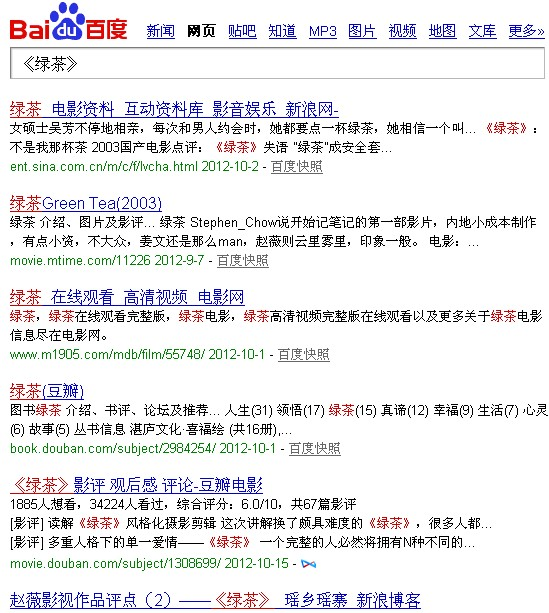 Bai du 百度 新闻 网页 贴吧 知道 MP3 图片 视频 地图 文库 更多»
《绿茶》
绿茶 电影资料 互动资料库 影音娱乐 新浪网-
女硕士吴芳不停地相亲，每次和男人约会时，她都要点一杯绿茶，她相信一个叫... 《绿茶》：
不是我那杯茶 2003国产电影点评： 《绿茶》失语 "绿茶"成安全套...
ent.sina.com.cn/m/c/f/lvcha.html 2012-10-2 - 百度快照
绿茶Green Tea(2003)
绿茶 介绍、图片及影评... 绿茶 Stephen_Chow说开始记笔记的第一部影片，内地小成本制作
，有点小资，不大众，姜文还是那么man，赵薇则云里雾里，印象一般。 电影：...
movie.mtime.com/11226 2012-9-7 - 百度快照
绿茶 在线观看 高清视频 电影网
绿茶，绿茶在线观看完整版，绿茶电影，绿茶高清视频完整版在线观看以及更多关于绿茶电影
信息尽在电影网。
www.m1905.com/mdb/film/55748/ 2012-10-1 - 百度快照
绿茶(豆瓣)
图书绿茶 介绍、书评、论坛及推荐... 人生(31) 领悟(17) 绿茶(15) 真谛(12) 幸福(9) 生活(7) 心灵
(6) 故事(5) 丛书信息 湛庐文化·喜福绘 (共16册),...
book.douban.com/subject/2984254/ 2012-10-1 - 百度快照
《绿茶》影评 观后感 评论-豆瓣电影
1885人想看，34224人看过，综合评分：6.0/10，共67篇影评
[影评] 读解《绿茶》风格化摄影剪辑 这次讲解换了颇具难度的《绿茶》，很多人都...
[影评] 多重人格下的单一爱情——《绿茶》 一个完整的人必然将拥有N种不同的...
movie.douban.com/subject/1308699/ 2012-10-15 -
赵薇影视作品评点（2）——《绿茶》 瑶乡瑶寨 新浪博客